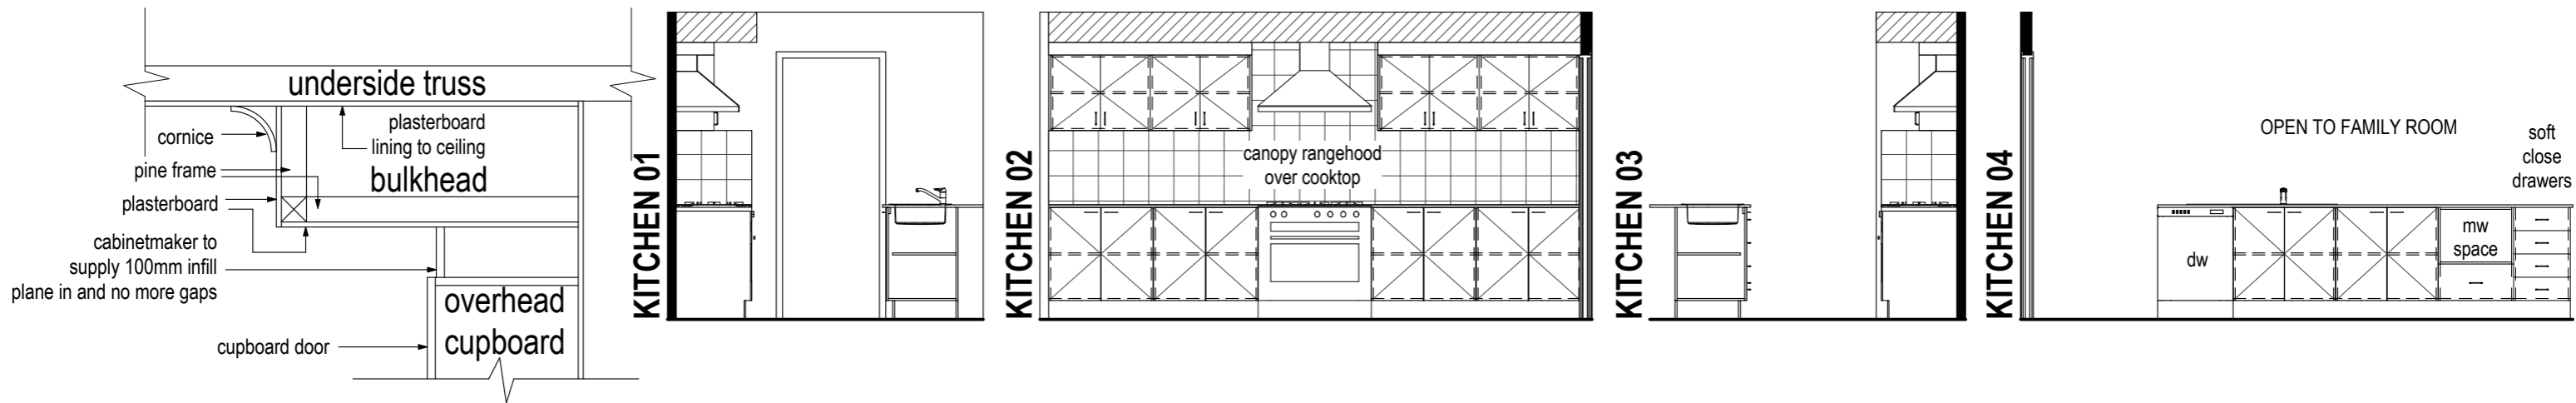 underside truss
cornice
plasterboard
lining to ceiling
pine frame
bulkhead
plasterboard
cabinetmaker to
supply 100mm infill
plane in and no more gaps
overhead
cupboard
cupboard door
KITCHEN 01
KITCHEN 02
canopy rangehood
over cooktop
KITCHEN 03
KITCHEN 04
OPEN TO FAMILY ROOM
soft
close
drawers
dw
mw
space